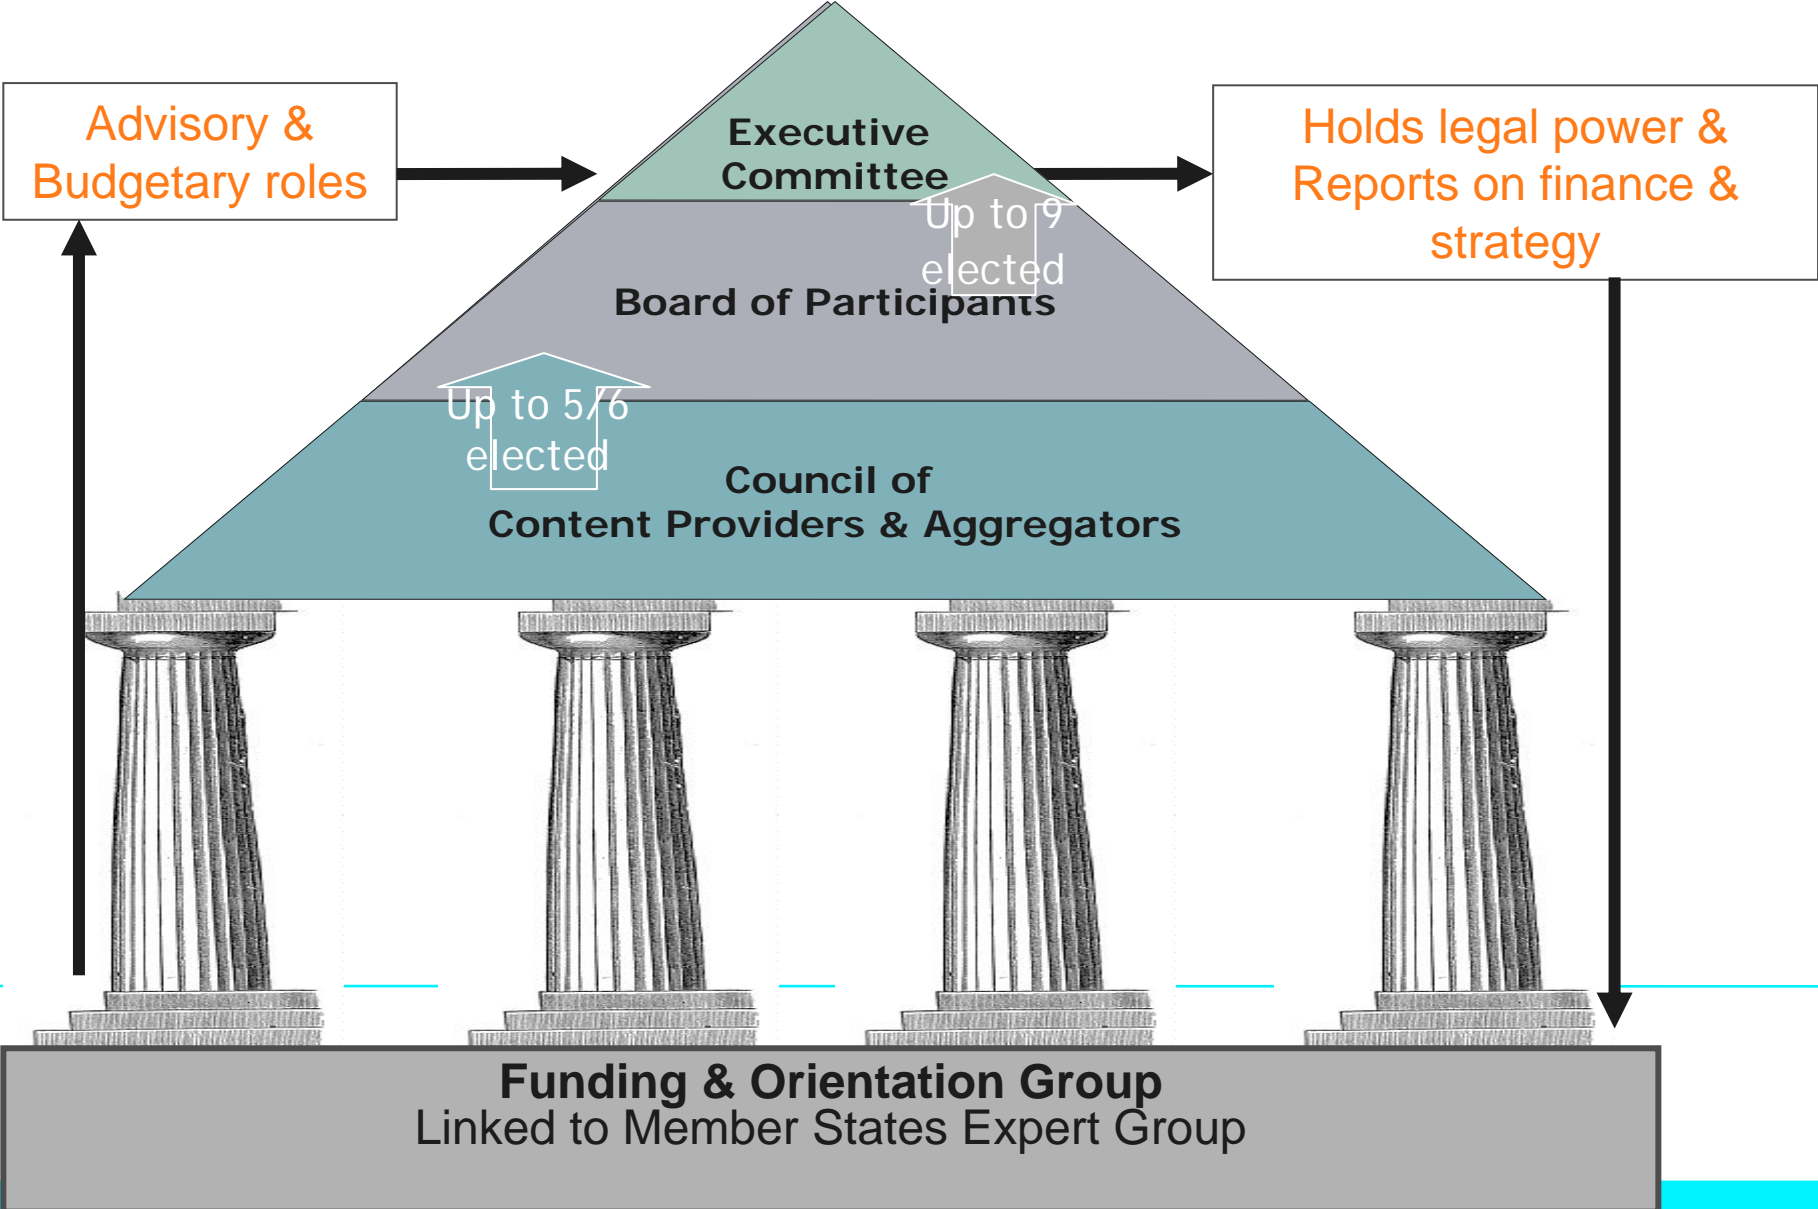 Advisory &
Budgetary roles
Executive
Committee
Holds legal power &
Reports on finance &
strategy
Up to 9
elected
Board of Participants
Up to 5/6
elected
Council of
Content Providers & Aggregators
Funding & Orientation Group
Linked to Member States Expert Group